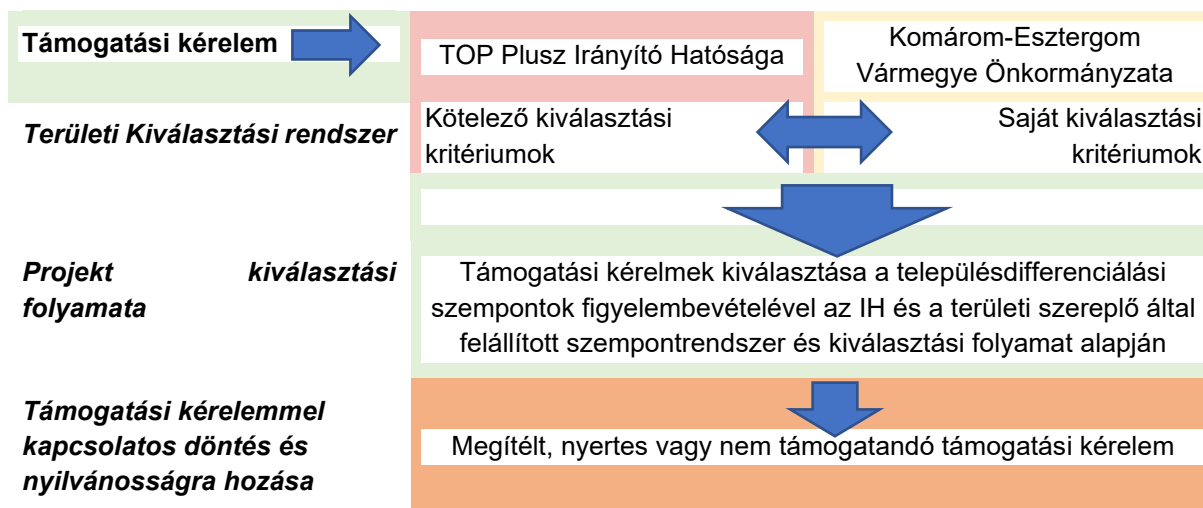 Támogatási kérelem
TOP Plusz Irányító Hatósága
Komárom-Esztergom
Vármegye Önkormányzata
Területi Kiválasztási rendszer
Kötelező kiválasztási
kritériumok
Saját kiválasztási
kritériumok
Projekt kiválasztási
folyamata
Támogatási kérelmek kiválasztása a településdifferenciálási
szempontok figyelembevételével az IH és a területi szereplő által
felállított szempontrendszer és kiválasztási folyamat alapján
Támogatási kérelemmel
kapcsolatos döntés és
nyilvánosságra hozása
Megítélt, nyertes vagy nem támogatandó támogatási kérelem